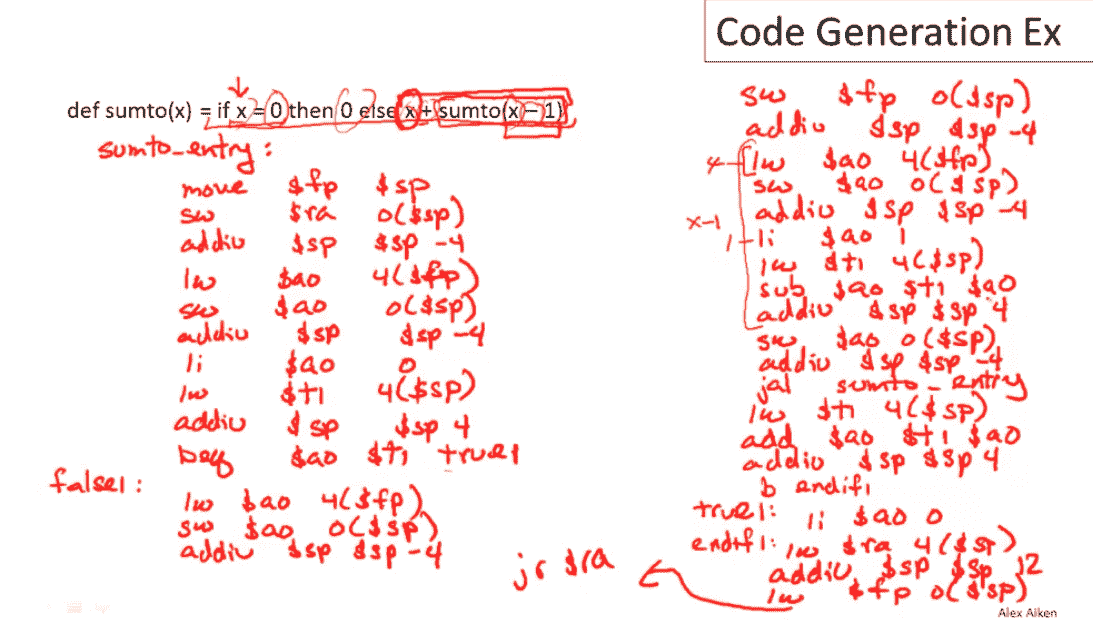 Code Generation Ex
def sumto(x) = if x = 0 then 0 else x + sumto(x – 1)
sumto_entry:
move $fp $sp
sw $ra 0($sp)
addiu $sp $sp -4
lw $a0 4($fp)
sw $a0 0($sp)
addiu $sp $sp -4
li $a0 0
lw $t1 4($sp)
addiu $sp $sp 4
beq $a0 $t1 true1
false1:
lw $a0 4($fp)
sw $a0 0($sp)
addiu $sp $sp -4
sw $fp 0($sp)
addiu $sp $sp -4
x lw $a0 4($fp)
sw $a0 0($sp)
addiu $sp $sp -4
x-1
1 li $a0 1
lw $t1 4($sp)
sub $a0 $t1 $a0
addiu $sp $sp 4
sw $a0 0($sp)
addiu $sp $sp -4
jal sumto_entry
lw $t1 4($sp)
add $a0 $t1 $a0
addiu $sp $sp 4
b endif1
true1: li $a0 0
endif1: lw $ra 4($sp)
addiu $sp $sp 12
lw $fp 0($sp)
jr $ra
Alex Aiken